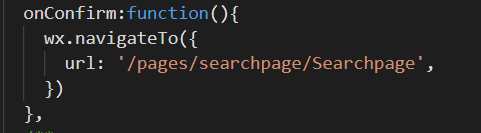 onConfirm:function(){
wx.navigateTo({
url: '/pages/searchpage/Searchpage',
})
},